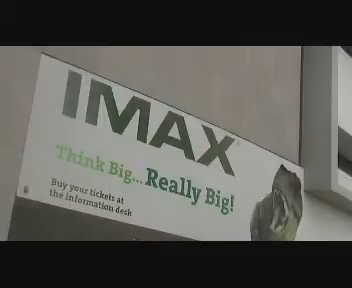 IMAX
Think Big... Really Big!
Buy your tickets at
the information desk